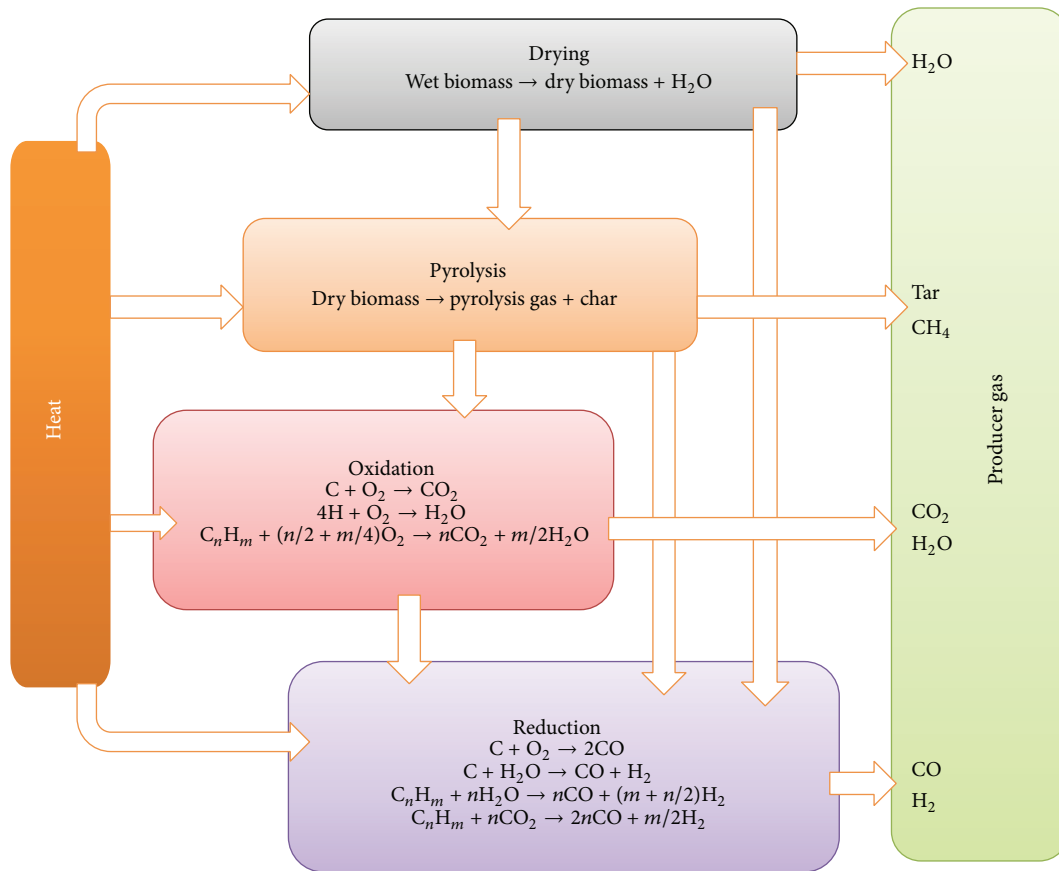 Drying
Wet biomass → dry biomass + H₂O
H₂O
Pyrolysis
Dry biomass → pyrolysis gas + char
Tar
CH₄
Heat
Producer gas
Oxidation
C + O₂ → CO₂
4H + O₂ → H₂O
CₙHₘ + (n/2 + m/4)O₂ → nCO₂ + m/2H₂O
CO₂
H₂O
Reduction
C + O₂ → 2CO
C + H₂O → CO + H₂
CₙHₘ + nH₂O → nCO + (m + n/2)H₂
CₙHₘ + nCO₂ → 2nCO + m/2H₂
CO
H₂